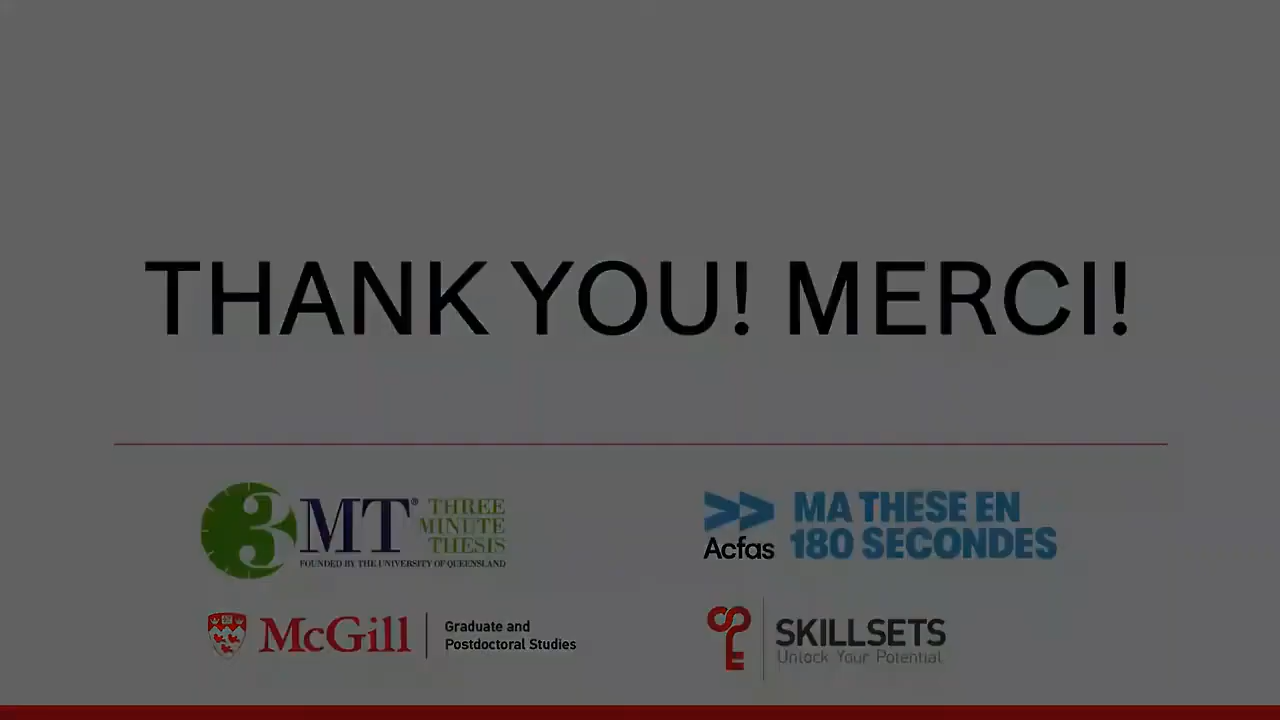 THANK YOU! MERCI!
3MT® THREE MINUTE THESIS
FOUNDED BY THE UNIVERSITY OF QUEENSLAND
Acfas
MA THESE EN
180 SECONDES
McGill
Graduate and
Postdoctoral Studies
SKILLSETS
Unlock Your Potential